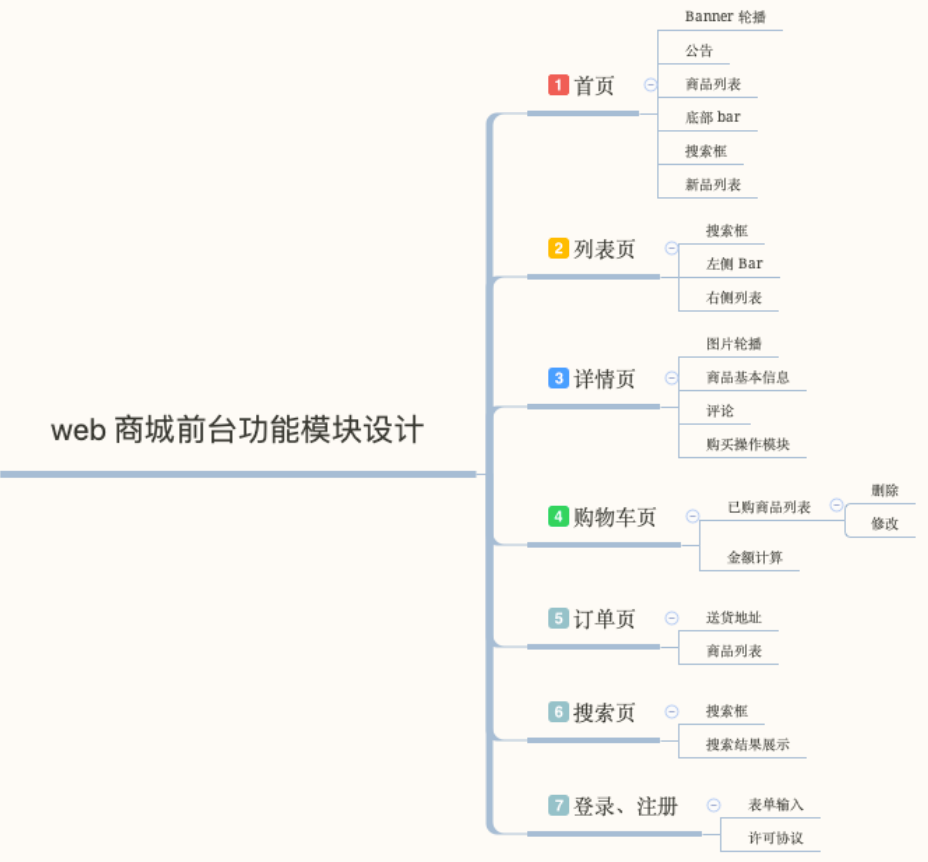 web 商城前台功能模块设计
1 首页
Banner 轮播
公告
商品列表
底部 bar
搜索框
新品列表
2 列表页
搜索框
左侧 Bar
右侧列表
3 详情页
图片轮播
商品基本信息
评论
购买操作模块
4 购物车页
已购商品列表
删除
修改
金额计算
5 订单页
送货地址
商品列表
6 搜索页
搜索框
搜索结果展示
7 登录、注册
表单输入
许可协议